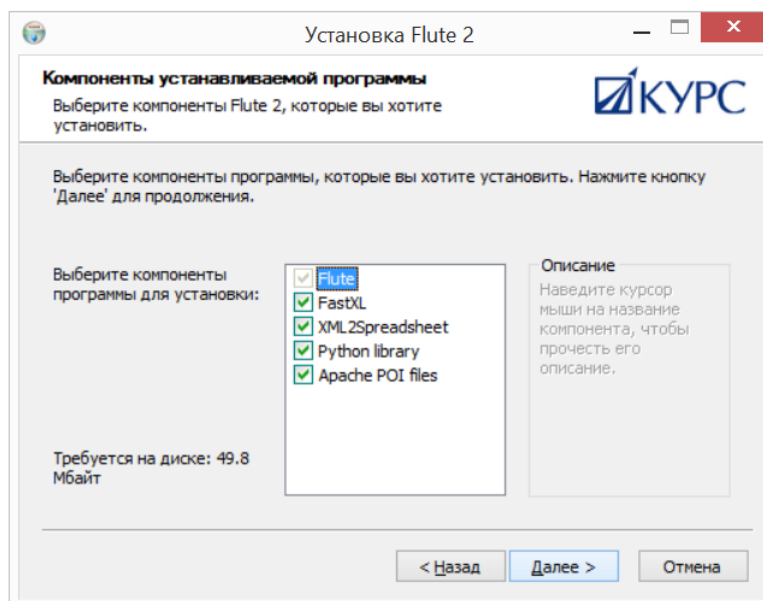 Установка Flute 2
Компоненты устанавливаемой программы
Выберите компоненты Flute 2, которые вы хотите
установить.
КУРС
Выберите компоненты программы, которые вы хотите установить. Нажмите кнопку
'Далее' для продолжения.
Выберите компоненты
программы для установки:
Flute
FastXL
XML2Spreadsheet
Python library
Apache POI files
Описание
Наведите курсор
мыши на название
компонента, чтобы
прочесть его
описание.
Требуется на диске: 49.8
Мбайт
< Назад
Далее >
Отмена